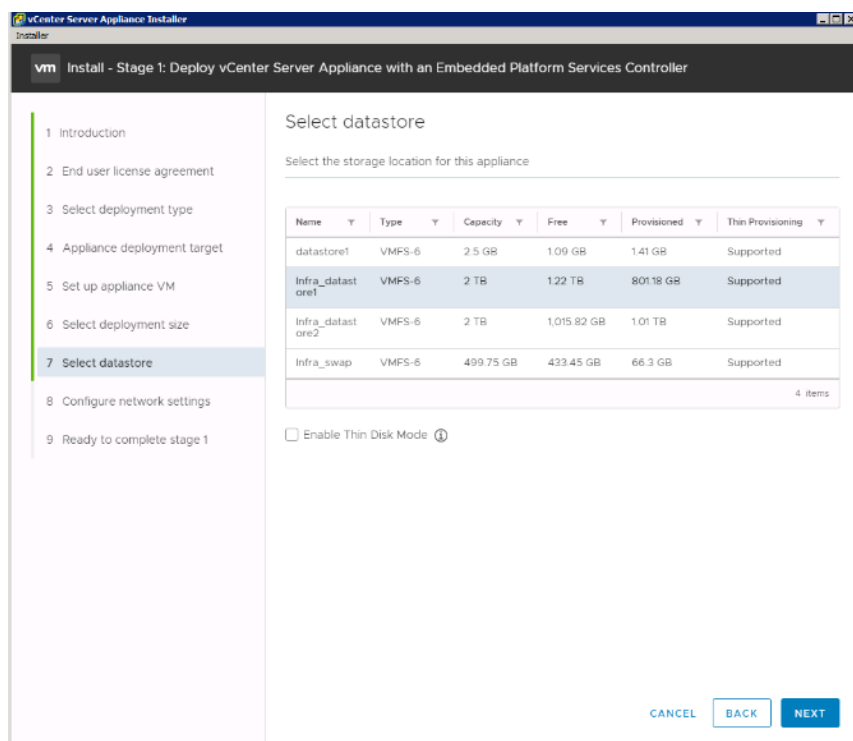 vCenter Server Appliance Installer
Installer
vm Install - Stage 1: Deploy vCenter Server Appliance with an Embedded Platform Services Controller
1 Introduction
2 End user license agreement
3 Select deployment type
4 Appliance deployment target
5 Set up appliance VM
6 Select deployment size
7 Select datastore
8 Configure network settings
9 Ready to complete stage 1
Select datastore
Select the storage location for this appliance
Name Type Capacity Free Provisioned Thin Provisioning
datastore1 VMFS-6 2.5 GB 1.09 GB 1.41 GB Supported
Infra_datast VMFS-6 2 TB 1.22 TB 801.18 GB Supported
ore1
Infra_datast VMFS-6 2 TB 1,015.82 GB 1.01 TB Supported
ore2
Infra_swap VMFS-6 499.75 GB 433.45 GB 66.3 GB Supported
4 items
Enable Thin Disk Mode
CANCEL BACK NEXT